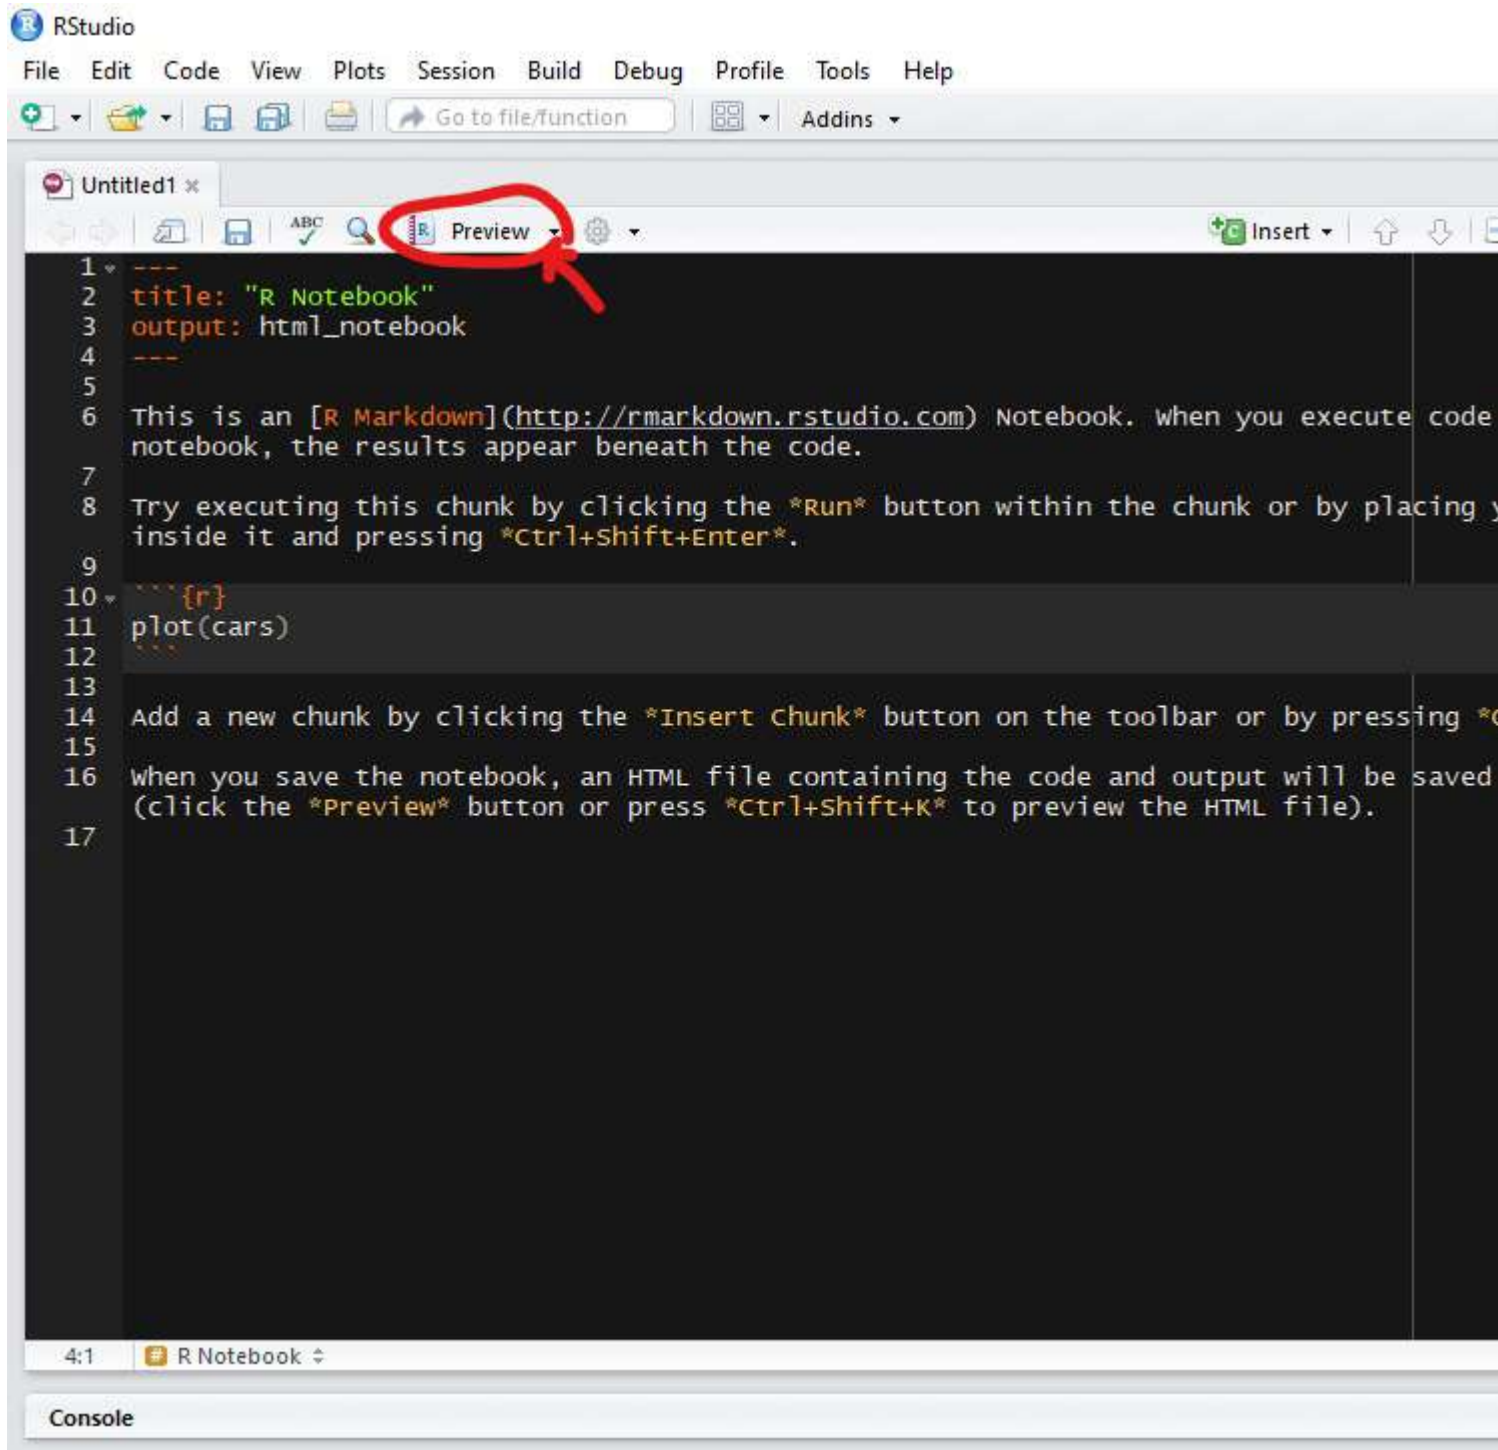 RStudio
File Edit Code View Plots Session Build Debug Profile Tools Help
Go to file/function Addins
Untitled1
ABC Preview Insert
1 ---
2 title: "R Notebook"
3 output: html_notebook
4 ---
5
6 This is an [R Markdown](http://rmarkdown.rstudio.com) Notebook. When you execute code
notebook, the results appear beneath the code.
7
8 Try executing this chunk by clicking the *Run* button within the chunk or by placing
inside it and pressing *Ctrl+Shift+Enter*.
9
10 ```{r}
11 plot(cars)
12 ```
13
14 Add a new chunk by clicking the *Insert Chunk* button on the toolbar or by pressing
15
16 When you save the notebook, an HTML file containing the code and output will be saved
(click the *Preview* button or press *Ctrl+Shift+K* to preview the HTML file).
17
4:1 R Notebook
Console